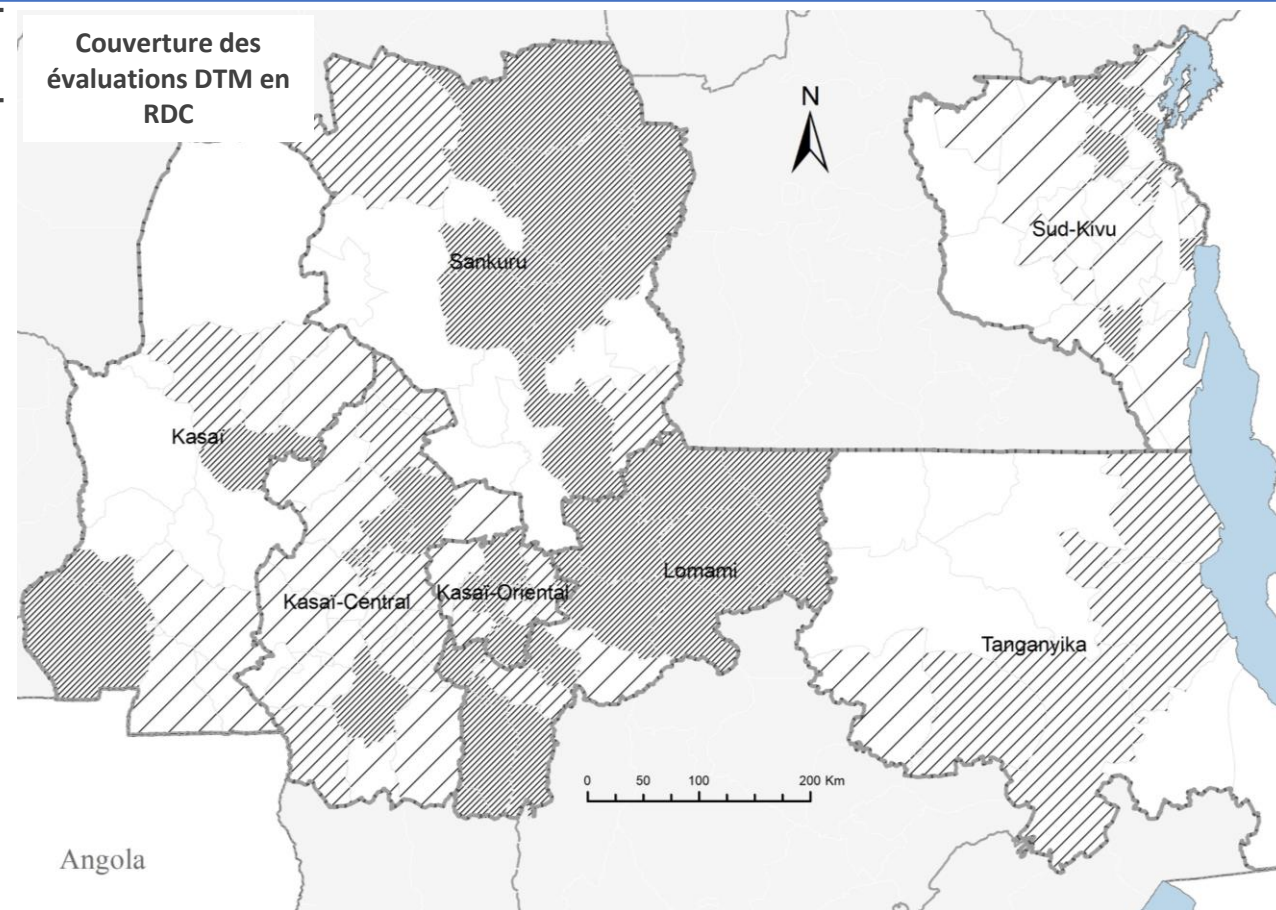 Couverture des
évaluations DTM en
RDC
N
Sud-Kivu
Sankuru
Kasaï
Lomami
Kasaï-Oriental
Kasaï-Central
Tanganyika
0 50 100 200 Km
Angola